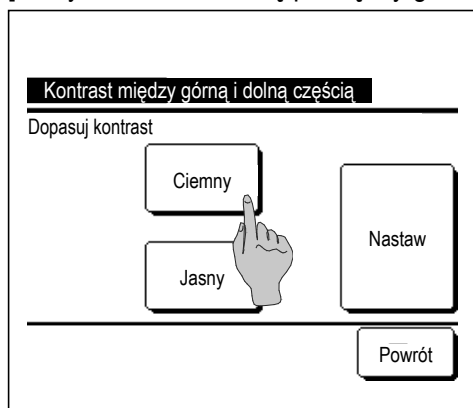 Kontrast między górną i dolną częścią
Dopasuj kontrast
Ciemny
Nastaw
Jasny
Powrót